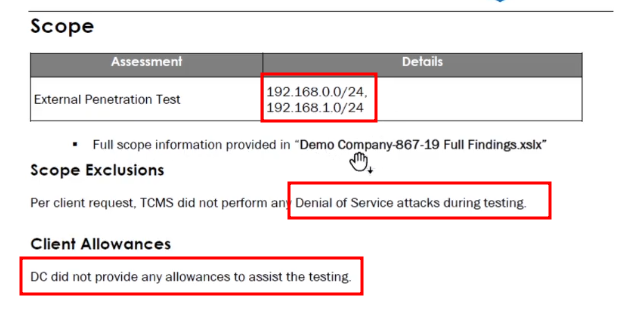 Scope
Assessment Details
External Penetration Test 192.168.0.0/24,
192.168.1.0/24
▪ Full scope information provided in “Demo Company-867-19 Full Findings.xslx”
Scope Exclusions
Per client request, TCMS did not perform any Denial of Service attacks during testing.
Client Allowances
DC did not provide any allowances to assist the testing.